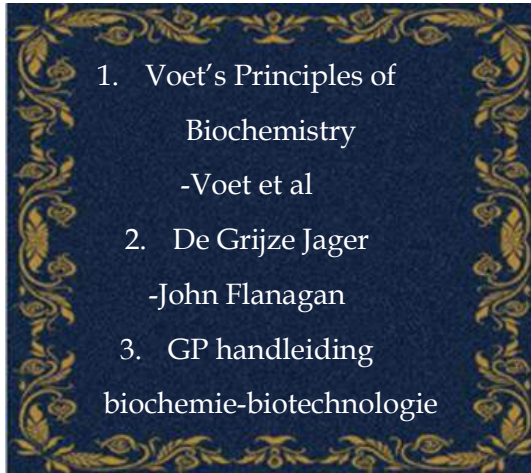 1. Voet’s Principles of
Biochemistry
-Voet et al
2. De Grijze Jager
-John Flanagan
3. GP handleiding
biochemie-biotechnologie